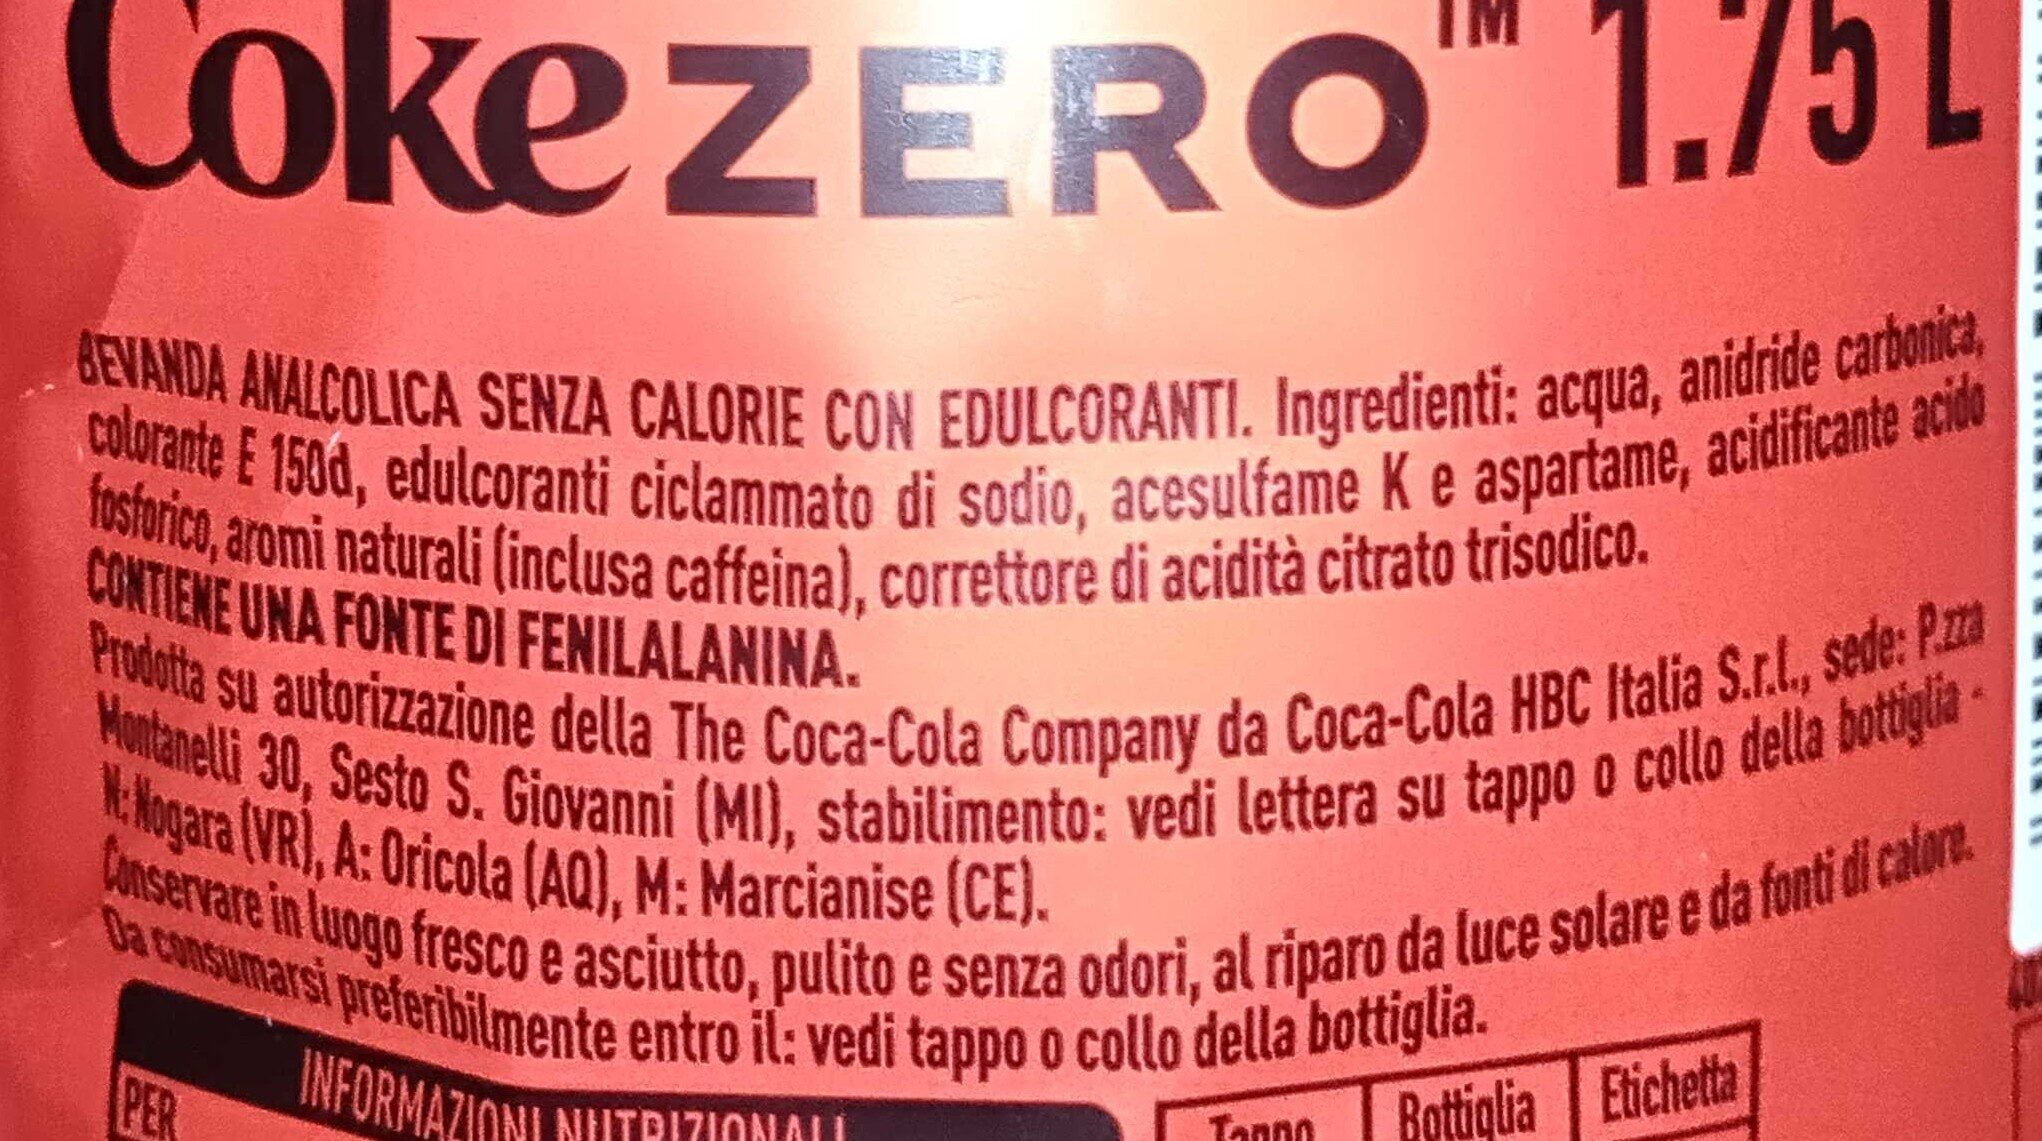 Coke ZERO™ 1.75 L
BEVANDA ANALCOLICA SENZA CALORIE CON EDULCORANTI. Ingredienti: acqua, anidride carbonica,
colorante E 150d, edulcoranti ciclammato di sodio, acesulfame K e aspartame, acidificante acido
fosforico, aromi naturali (inclusa caffeina), correttore di acidità citrato trisodico.
CONTIENE UNA FONTE DI FENILALANINA.
Prodotta su autorizzazione della The Coca-Cola Company da Coca-Cola HBC Italia S.r.l., sede: P.zza
Montanelli 30, Sesto S. Giovanni (MI), stabilimento: vedi lettera su tappo o collo della bottiglia -
N: Nogara (VR), A: Oricola (AQ), M: Marcianise (CE).
Conservare in luogo fresco e asciutto, pulito e senza odori, al riparo da luce solare e da fonti di calore.
Da consumarsi preferibilmente entro il: vedi tappo o collo della bottiglia.
INFORMAZIONI NUTRIZIONALI
PER
Tappo Bottiglia Etichetta